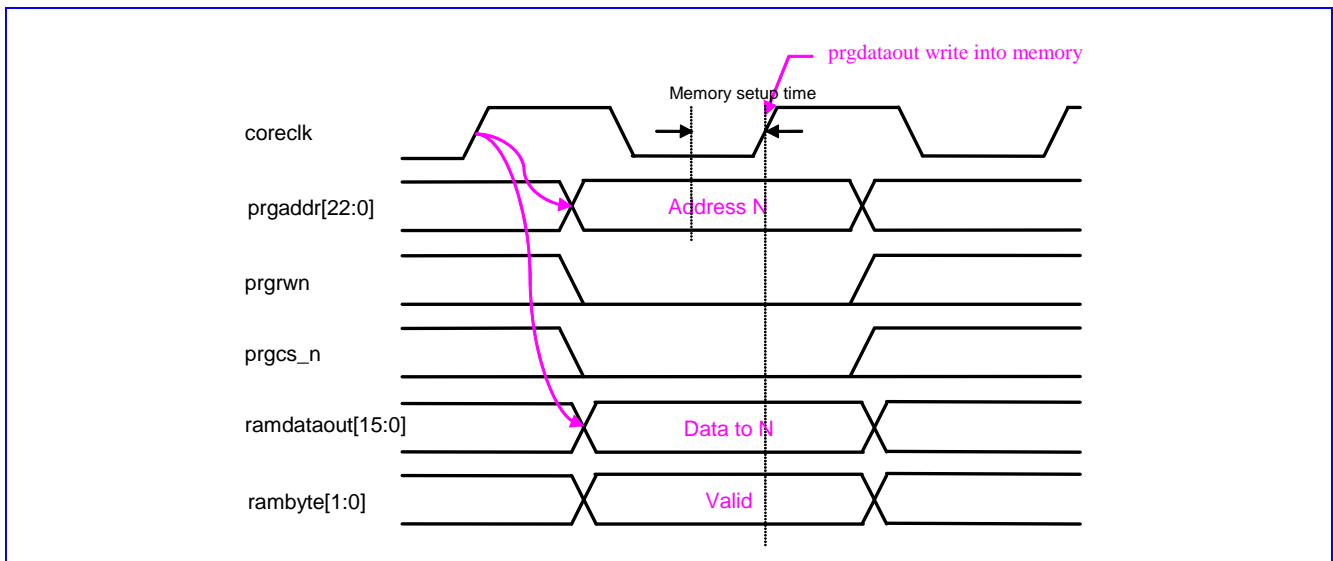 prgdataout write into memory
Memory setup time
coreclk
prgaddr[22:0]
Address N
prgrwn
prgcs_n
ramdataout[15:0]
Data to N
rambyte[1:0]
Valid